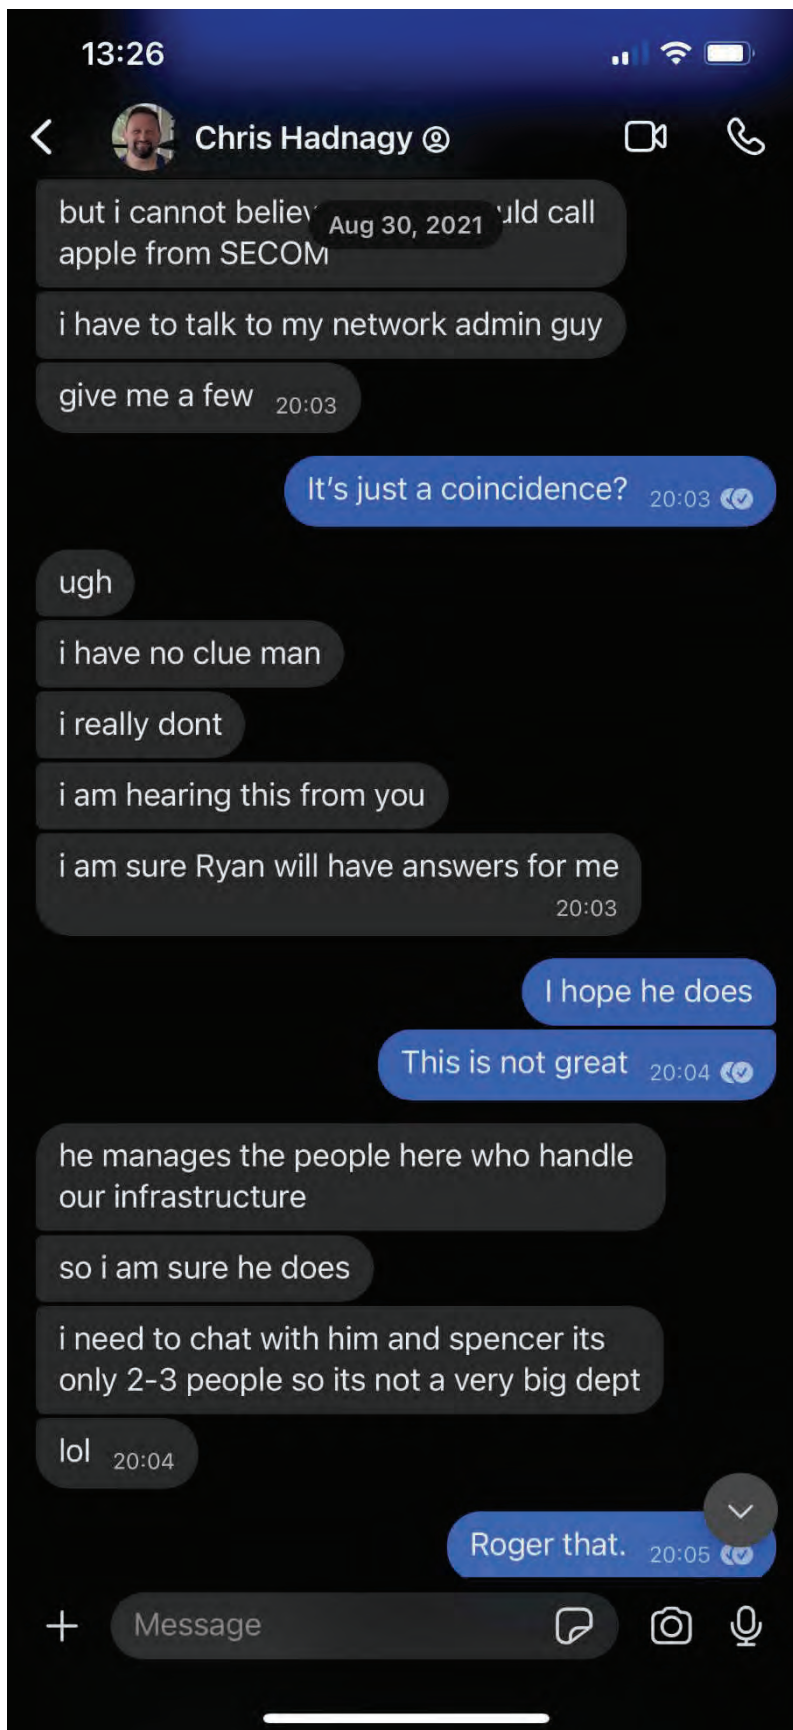 13:26
Chris Hadnagy
but i cannot believ uld call
Aug 30, 2021
apple from SECOM
i have to talk to my network admin guy
give me a few 20:03
It's just a coincidence? 20:03
ugh
i have no clue man
i really dont
i am hearing this from you
i am sure Ryan will have answers for me
20:03
I hope he does
This is not great 20:04
he manages the people here who handle
our infrastructure
so i am sure he does
i need to chat with him and spencer its
only 2-3 people so its not a very big dept
lol 20:04
Roger that. 20:05
Message